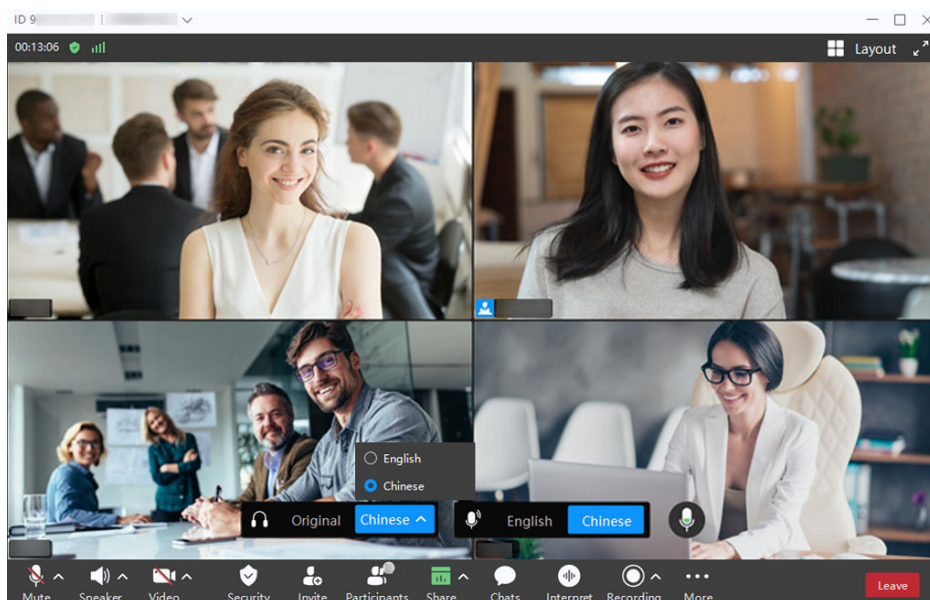 ID 9
00:13:06
Layout
English
Chinese
Original Chinese
English Chinese
Mute Speaker Video Security Invite Participants Share Chats Interpret Recording More Leave